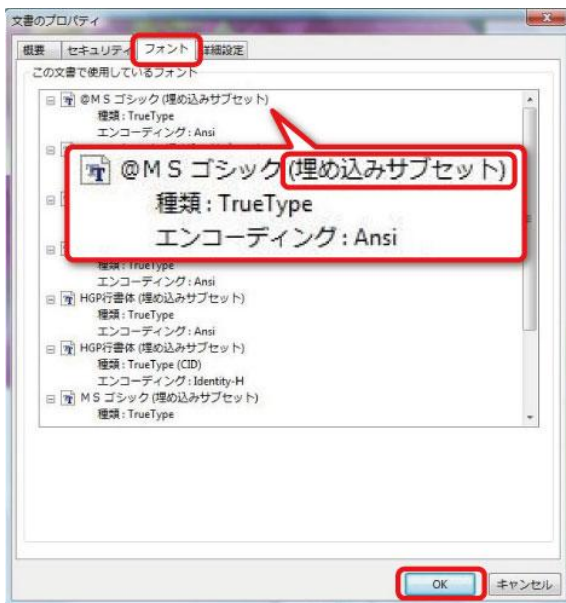 文書のプロパティ
概要 セキュリティ フォント 詳細設定
この文書で使用しているフォント
@ＭＳ ゴシック (埋め込みサブセット)
種類 : TrueType
エンコーディング : Ansi
@ＭＳ ゴシック (埋め込みサブセット)
種類 : TrueType
エンコーディング : Ansi
種類 : TrueType
エンコーディング : Ansi
HGP行書体 (埋め込みサブセット)
種類 : TrueType
エンコーディング : Ansi
HGP行書体 (埋め込みサブセット)
種類 : TrueType (CID)
エンコーディング : Identity-H
ＭＳ ゴシック (埋め込みサブセット)
種類 : TrueType
OK キャンセル